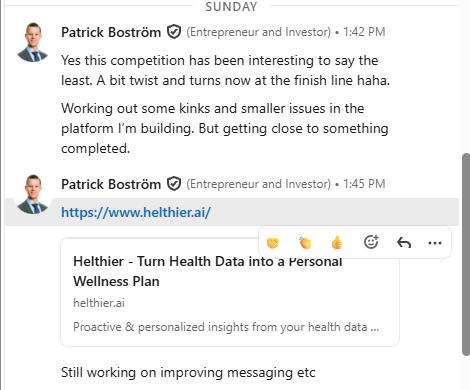 SUNDAY
Patrick Boström (Entrepreneur and Investor) • 1:42 PM
Yes this competition has been interesting to say the
least. A bit twist and turns now at the finish line haha.
Working out some kinks and smaller issues in the
platform I'm building. But getting close to something
completed.
Patrick Boström (Entrepreneur and Investor) • 1:45 PM
https://www.helthier.ai/
Helthier - Turn Health Data into a Personal
Wellness Plan
helthier.ai
Proactive & personalized insights from your health data ...
Still working on improving messaging etc